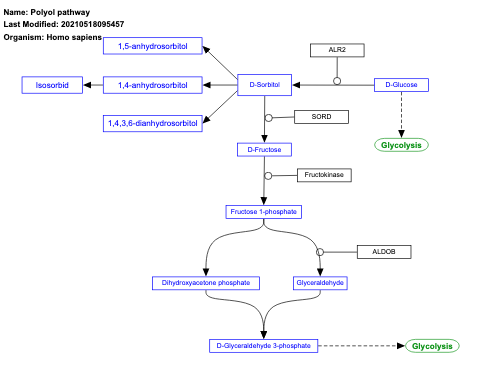 Name: Polyol pathway
Last Modified: 20210518095457
Organism: Homo sapiens
1,5-anhydrosorbitol
ALR2
Isosorbid
1,4-anhydrosorbitol
D-Sorbitol
D-Glucose
1,4,3,6-dianhydrosorbitol
SORD
Glycolysis
D-Fructose
Fructokinase
Fructose 1-phosphate
ALDOB
Dihydroxyacetone phosphate
Glyceraldehyde
D-Glyceraldehyde 3-phosphate
Glycolysis